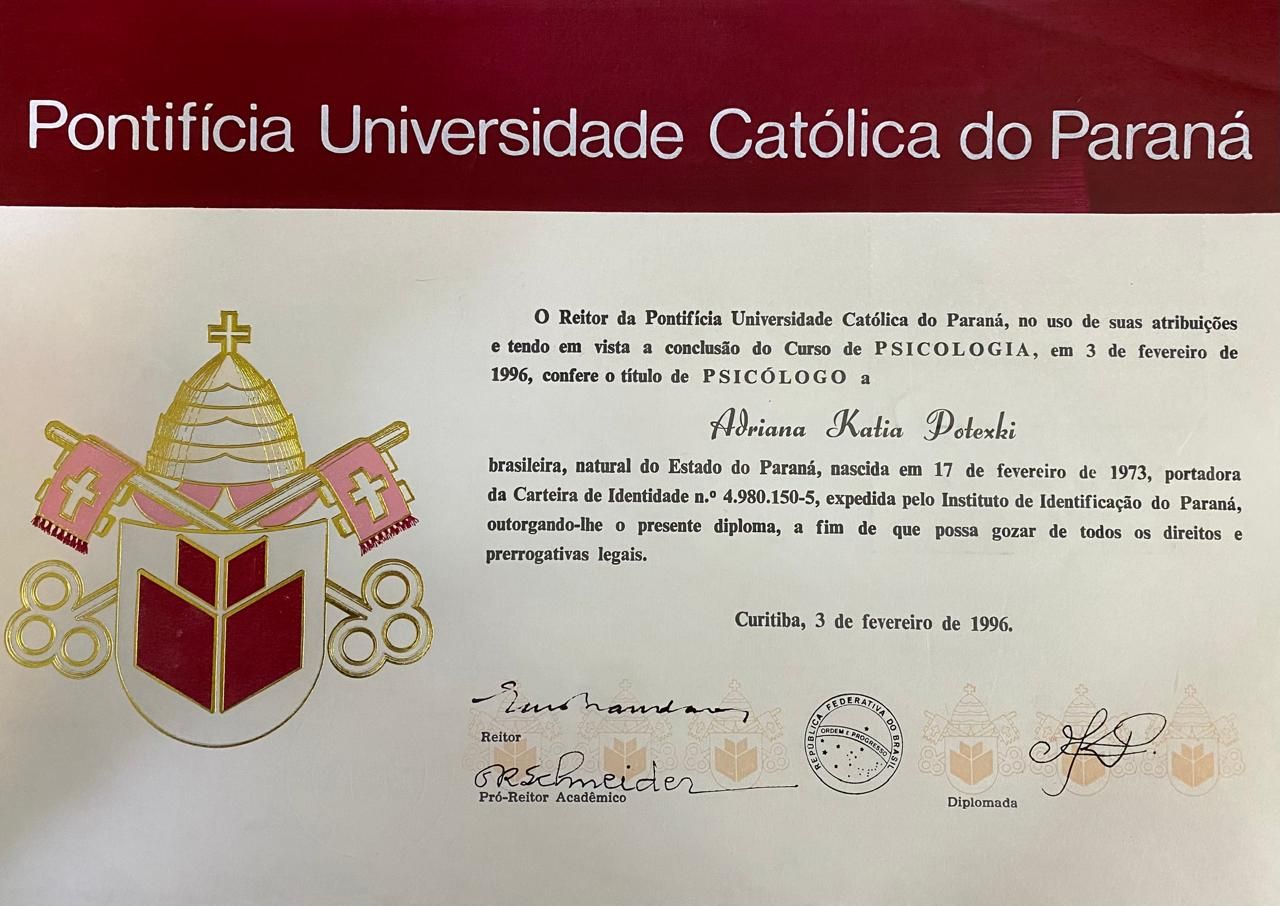 Pontifícia Universidade Católica do Paraná
O Reitor da Pontifícia Universidade Católica do Paraná, no uso de suas atribuições
e tendo em vista a conclusão do Curso de PSICOLOGIA, em 3 de fevereiro de
1996, confere o título de PSICÓLOGO a
Adriana Katia Potexki
brasileira, natural do Estado do Paraná, nascida em 17 de fevereiro de 1973, portadora
da Carteira de Identidade n.º 4.980.150-5, expedida pelo Instituto de Identificação do Paraná,
outorgando-lhe o presente diploma, a fim de que possa gozar de todos os direitos e
prerrogativas legais.
Curitiba, 3 de fevereiro de 1996.
Reitor
Schneider
Pró-Reitor Acadêmico
REPÚBLICA FEDERATIVA DO BRASIL
ORDEM E PROGRESSO
Diplomada